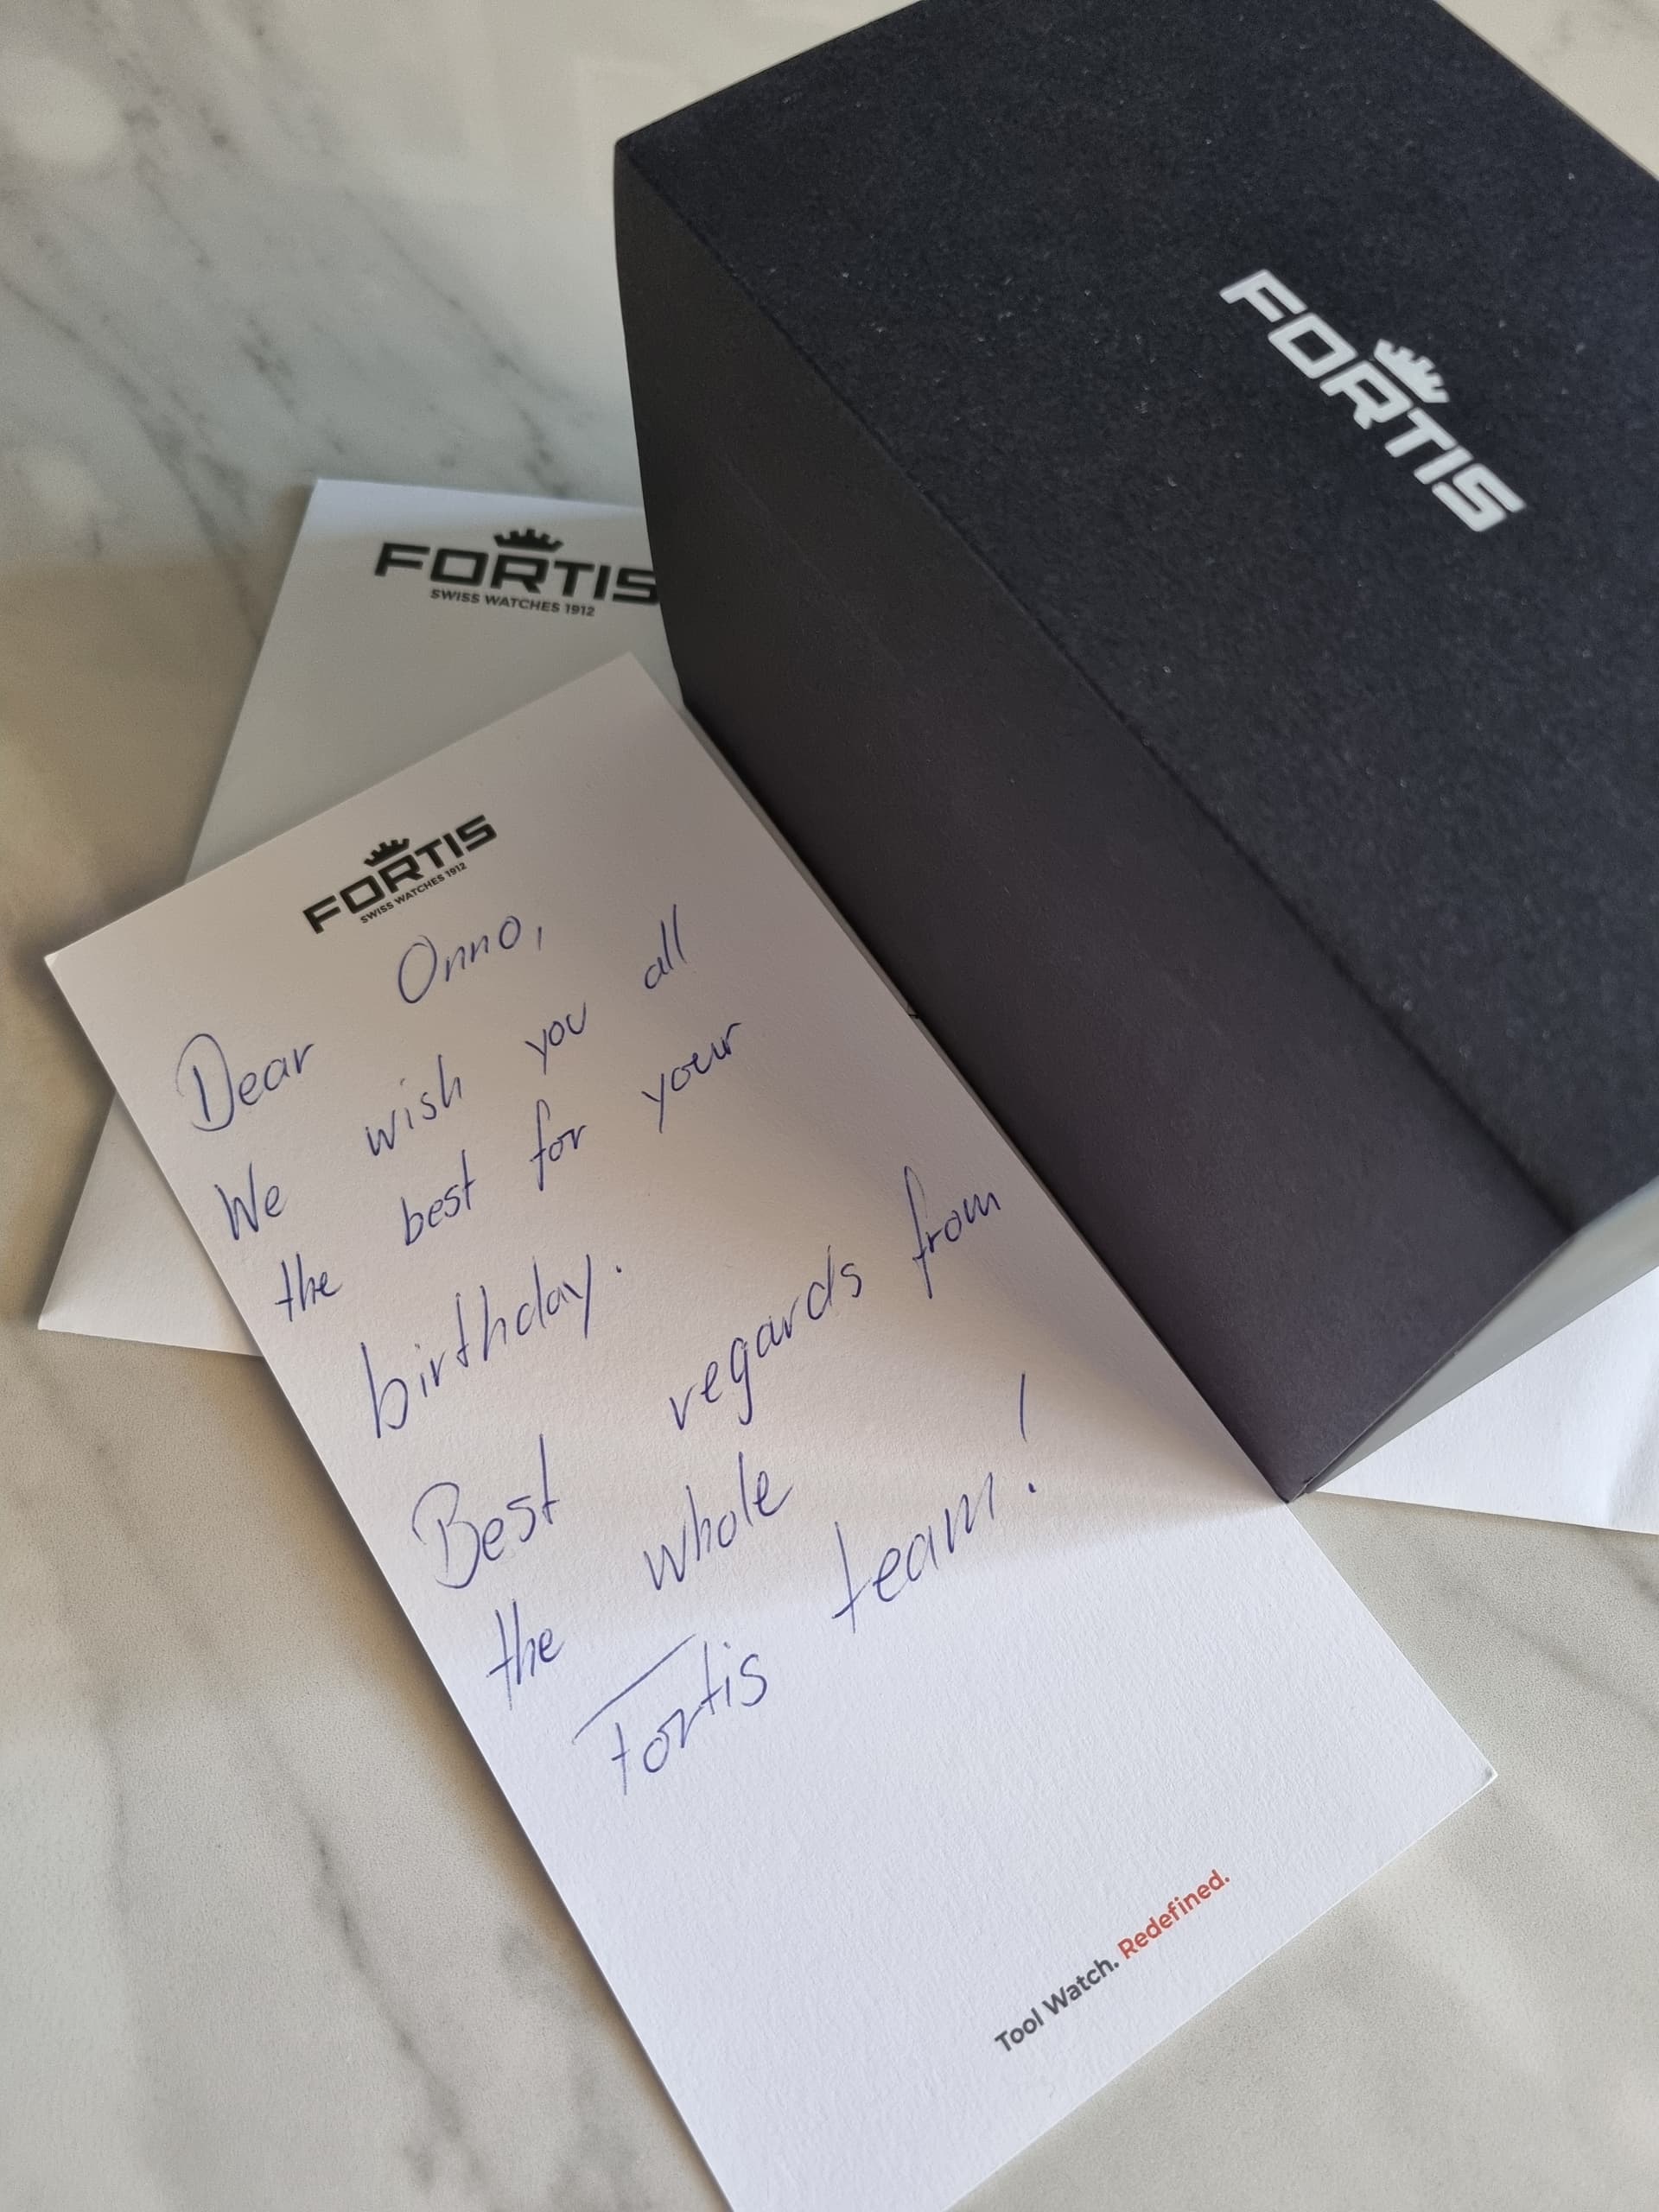 FORTIS
FORTIS
SWISS WATCHES 1912
FORTIS
SWISS WATCHES 1912
Dear Onno,
We wish you all
the best for your
birthday.
Best regards from
the whole
Fortis team!
Tool Watch. Redefined.